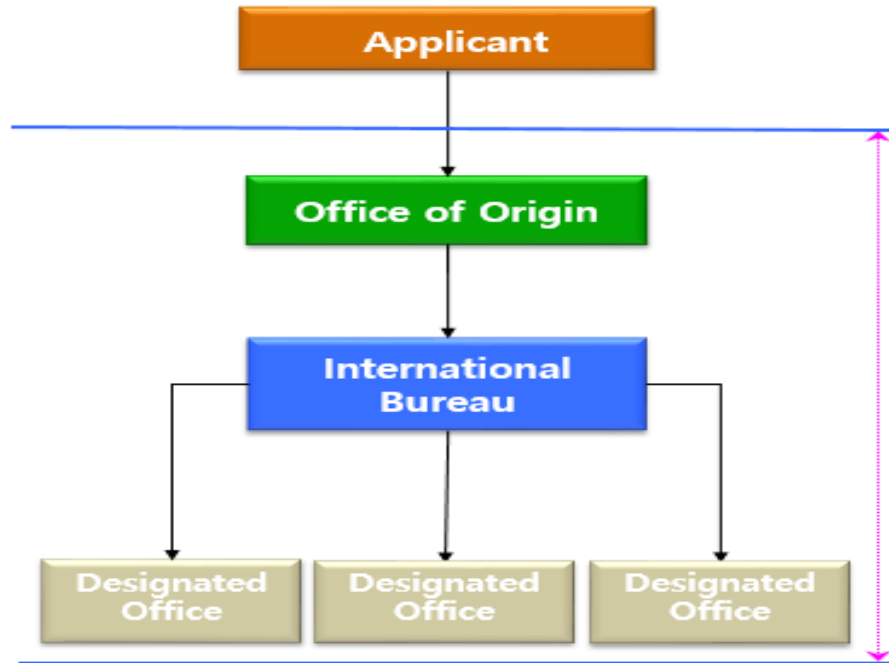 Applicant
Office of Origin
International
Bureau
Designated
Office
Designated
Office
Designated
Office